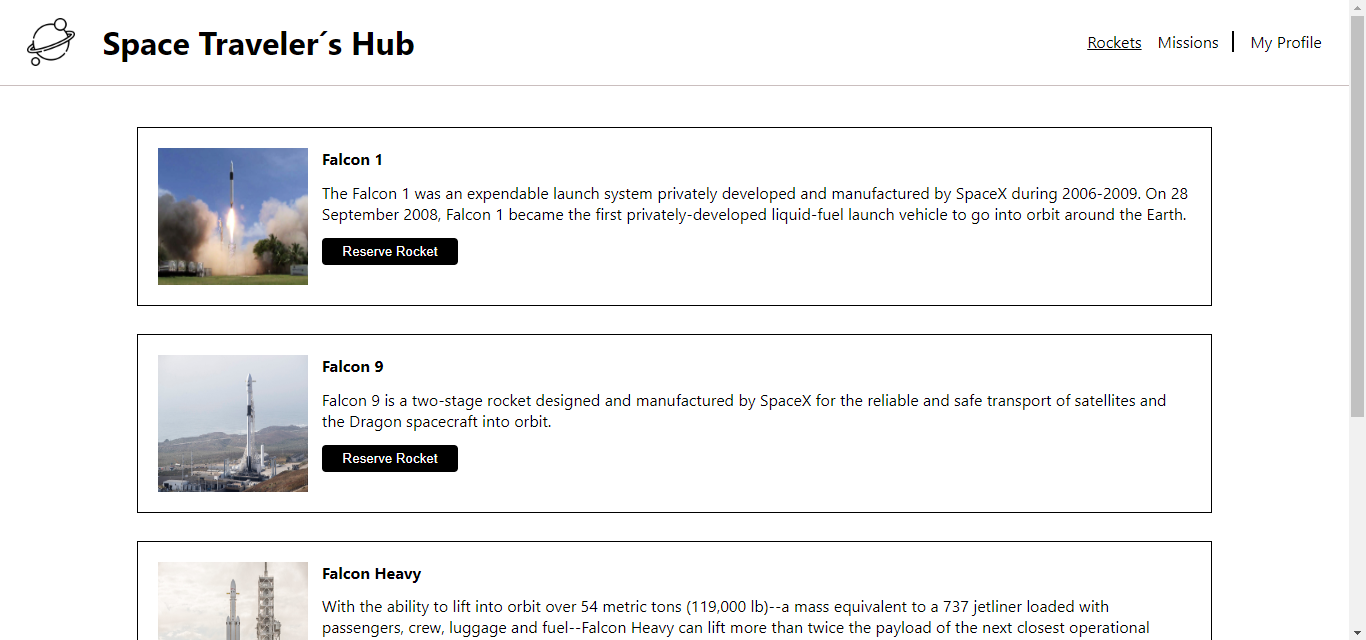 Space Traveler´s Hub
Rockets Missions My Profile
Falcon 1
The Falcon 1 was an expendable launch system privately developed and manufactured by SpaceX during 2006-2009. On 28
September 2008, Falcon 1 became the first privately-developed liquid-fuel launch vehicle to go into orbit around the Earth.
Reserve Rocket
Falcon 9
Falcon 9 is a two-stage rocket designed and manufactured by SpaceX for the reliable and safe transport of satellites and
the Dragon spacecraft into orbit.
Reserve Rocket
Falcon Heavy
With the ability to lift into orbit over 54 metric tons (119,000 lb)--a mass equivalent to a 737 jetliner loaded with
passengers, crew, luggage and fuel--Falcon Heavy can lift more than twice the payload of the next closest operational